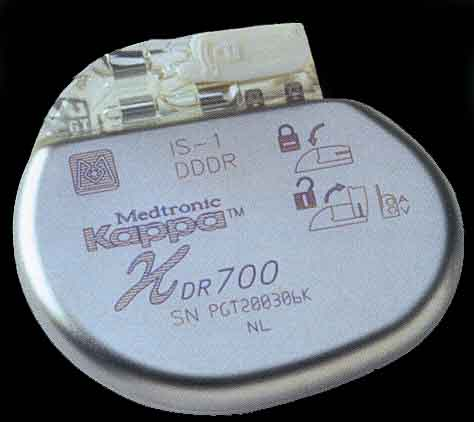 IS-1
DDDR
Medtronic
Kappa™
K DR700
SN PGT200306K
NL
A
V